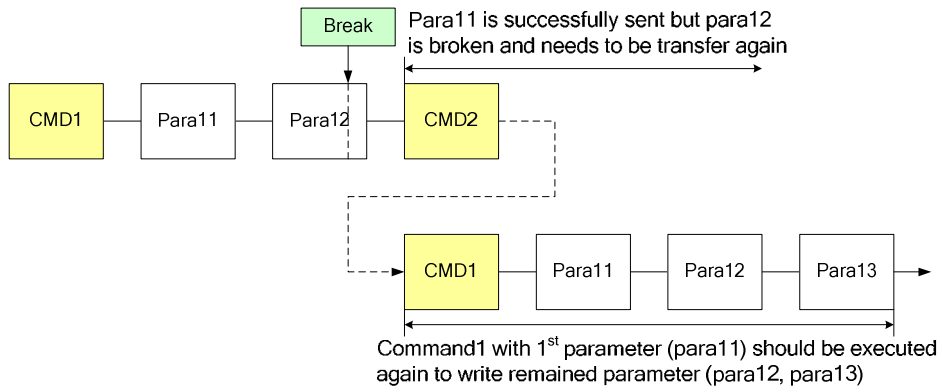 Break
Para11 is successfully sent but para12
is broken and needs to be transfer again
CMD1
Para11
Para12
CMD2
CMD1
Para11
Para12
Para13
Command1 with 1st parameter (para11) should be executed
again to write remained parameter (para12, para13)